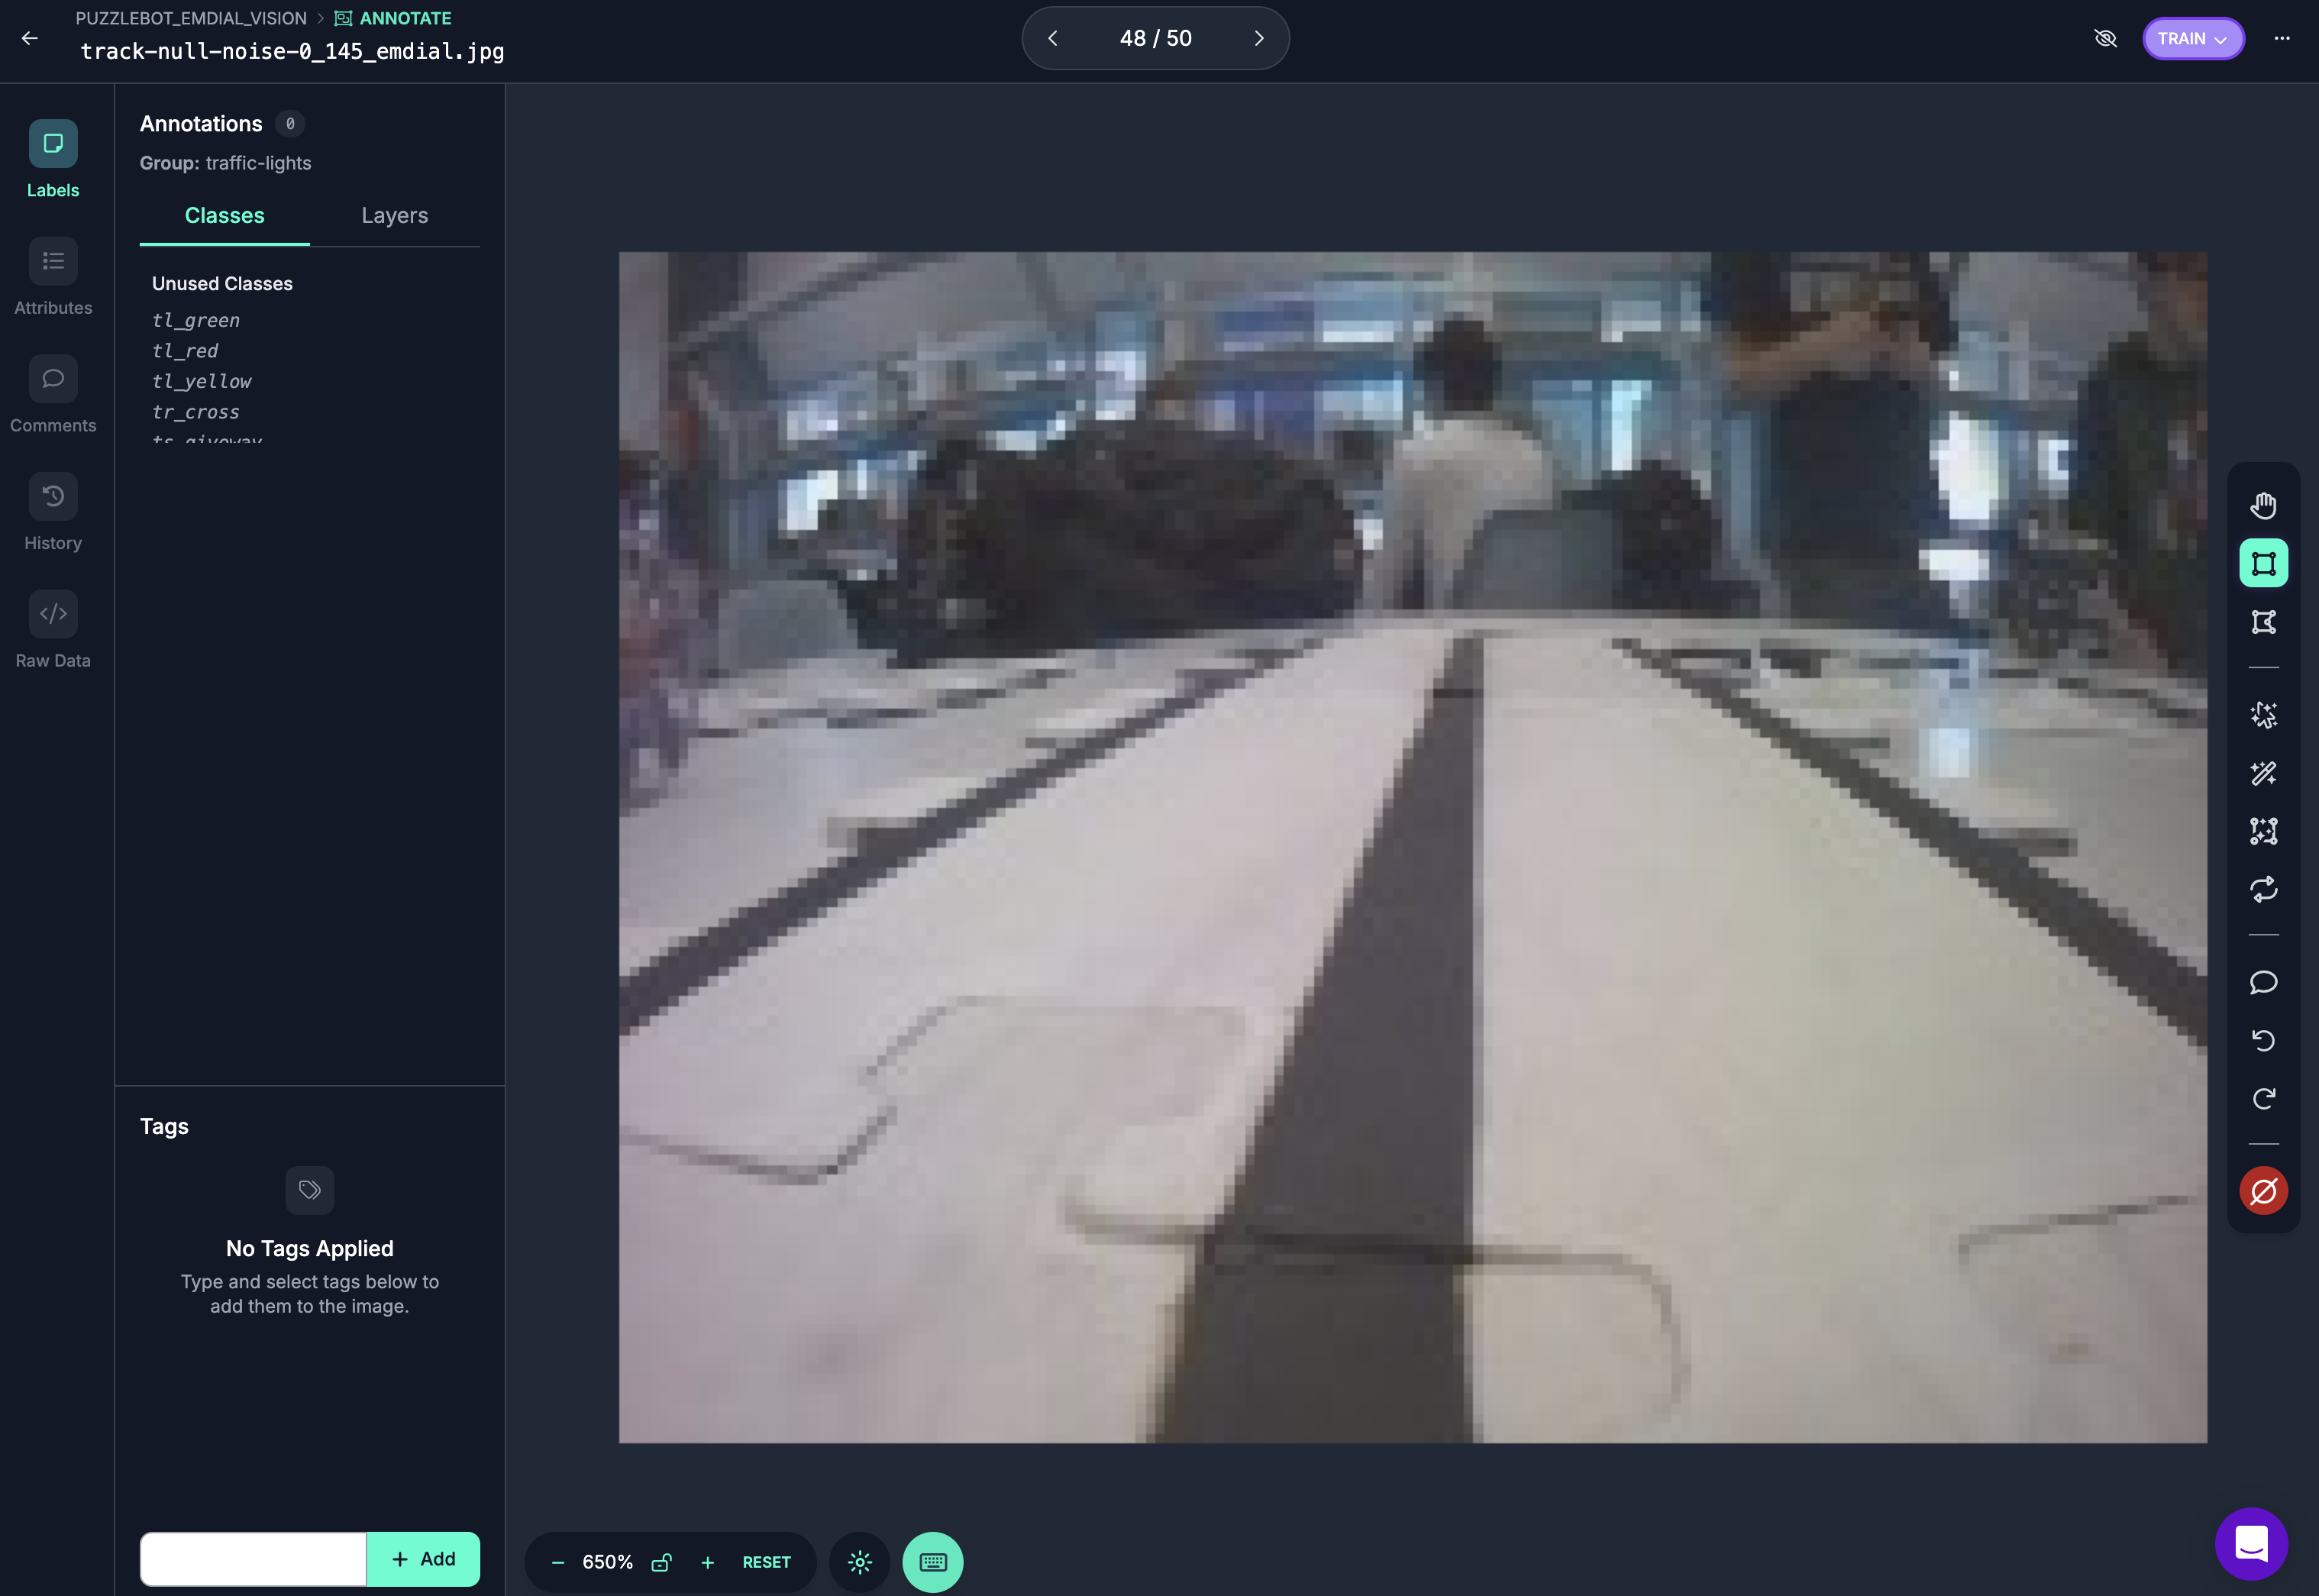 PUZZLEBOT_EMDIAL_VISION > ANNOTATE
track-null-noise-0_145_emdial.jpg
48 / 50
TRAIN
Labels
Attributes
Comments
History
Raw Data
Annotations 0
Group: traffic-lights
Classes Layers
Unused Classes
tl_green
tl_red
tl_yellow
tr_cross
ts_giveway
Tags
No Tags Applied
Type and select tags below to
add them to the image.
+ Add
650%
RESET